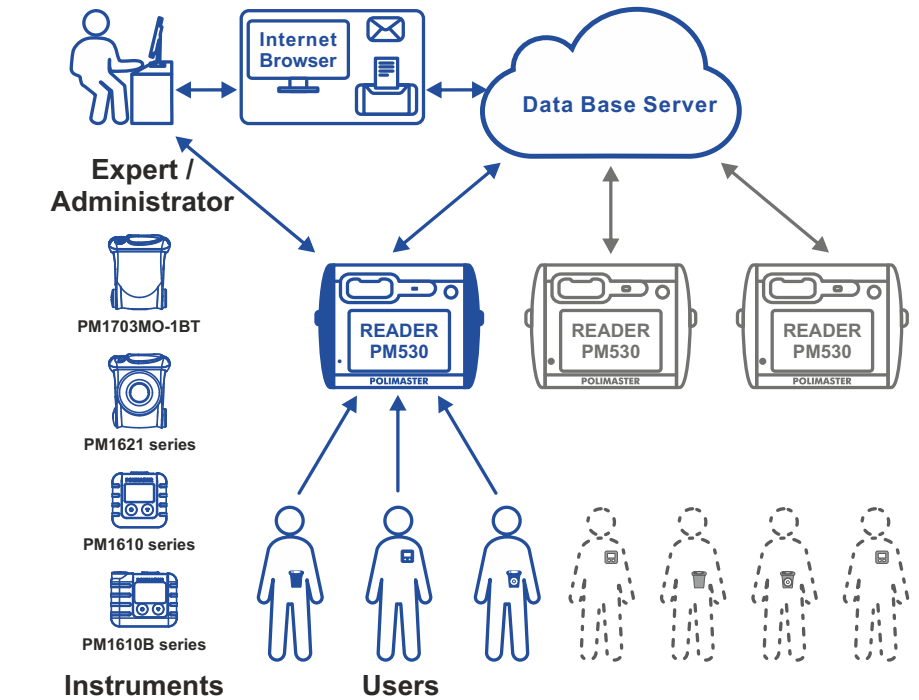 Internet
Browser
Data Base Server
Expert /
Administrator
PM1703MO-1BT
READER
PM530
POLIMASTER
READER
PM530
POLIMASTER
READER
PM530
POLIMASTER
PM1621 series
PM1610 series
PM1610B series
Instruments
Users